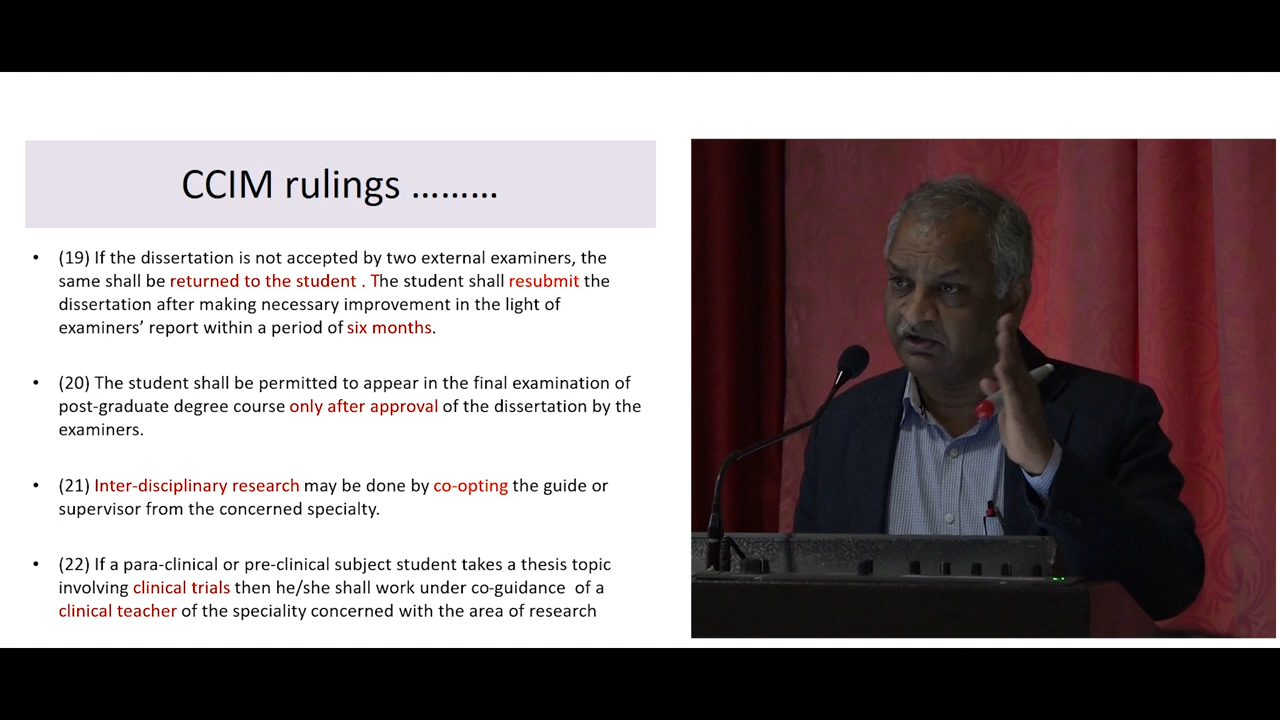 CCIM rulings ………
• (19) If the dissertation is not accepted by two external examiners, the
same shall be returned to the student . The student shall resubmit the
dissertation after making necessary improvement in the light of
examiners’ report within a period of six months.
• (20) The student shall be permitted to appear in the final examination of
post-graduate degree course only after approval of the dissertation by the
examiners.
• (21) Inter-disciplinary research may be done by co-opting the guide or
supervisor from the concerned specialty.
• (22) If a para-clinical or pre-clinical subject student takes a thesis topic
involving clinical trials then he/she shall work under co-guidance  of a
clinical teacher of the speciality concerned with the area of research